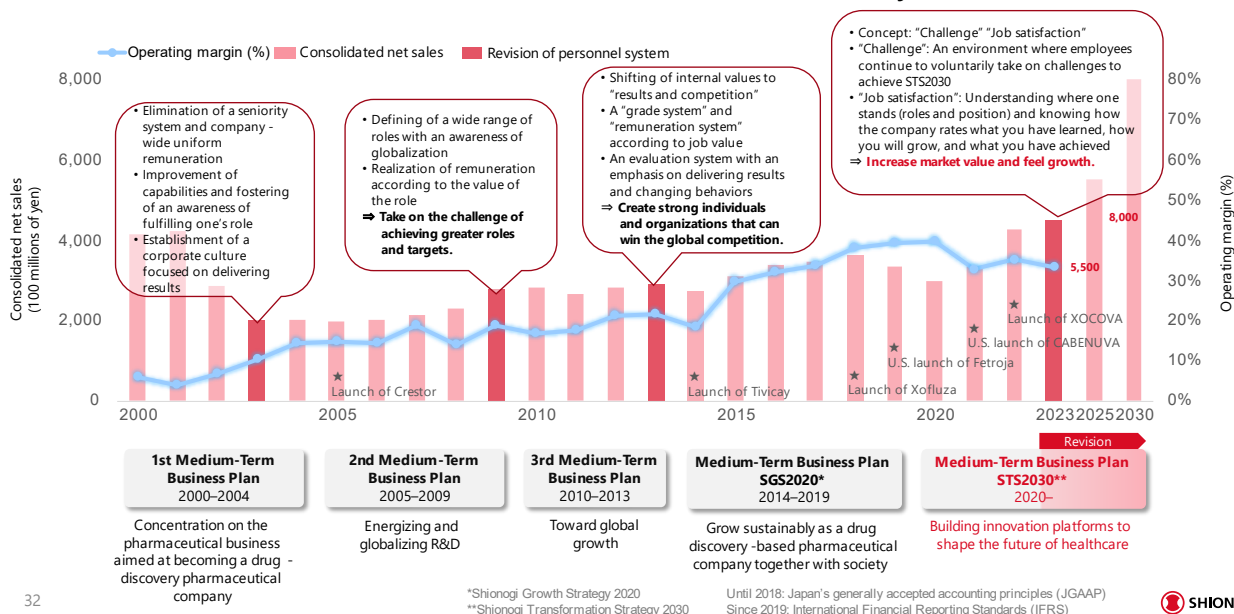 Operating margin (%)
Consolidated net sales
Revision of personnel system
Consolidated net sales
(100 millions of yen)
8,000
6,000
4,000
2,000
0
80%
70%
60%
50%
40%
30%
20%
10%
0%
Operating margin (%)
• Elimination of a seniority
system and company -
wide uniform
remuneration
• Improvement of
capabilities and fostering
of an awareness of
fulfilling one's role
• Establishment of a
corporate culture
focused on delivering
results
• Defining of a wide range of
roles with an awareness of
globalization
• Realization of remuneration
according to the value of
the role
⇒ Take on the challenge of
achieving greater roles
and targets.
• Shifting of internal values to
"results and competition"
• A "grade system" and
"remuneration system"
according to job value
• An evaluation system with an
emphasis on delivering results
and changing behaviors
⇒ Create strong individuals
and organizations that can
win the global competition.
• Concept: "Challenge" "Job satisfaction"
• "Challenge": An environment where employees
continue to voluntarily take on challenges to
achieve STS2030
• "Job satisfaction": Understanding where one
stands (roles and position) and knowing how
the company rates what you have learned, how
you will grow, and what you have achieved
⇒ Increase market value and feel growth.
8,000
5,500
★ Launch of Crestor
★ Launch of Tivicay
★ Launch of Xofluza
★ U.S. launch of Fetroja
★ U.S. launch of CABENUVA
★ Launch of XOCOVA
2000
2005
2010
2015
2020
2023
2025
2030
Revision
1st Medium-Term
Business Plan
2000–2004
Concentration on the
pharmaceutical business
aimed at becoming a drug -
discovery pharmaceutical
company
2nd Medium-Term
Business Plan
2005–2009
Energizing and
globalizing R&D
3rd Medium-Term
Business Plan
2010–2013
Toward global
growth
Medium-Term Business Plan
SGS2020*
2014–2019
Grow sustainably as a drug
discovery -based pharmaceutical
company together with society
Medium-Term Business Plan
STS2030**
2020–
Building innovation platforms to
shape the future of healthcare
32
*Shionogi Growth Strategy 2020
**Shionogi Transformation Strategy 2030
Until 2018: Japan's generally accepted accounting principles (JGAAP)
Since 2019: International Financial Reporting Standards (IFRS)
SHION